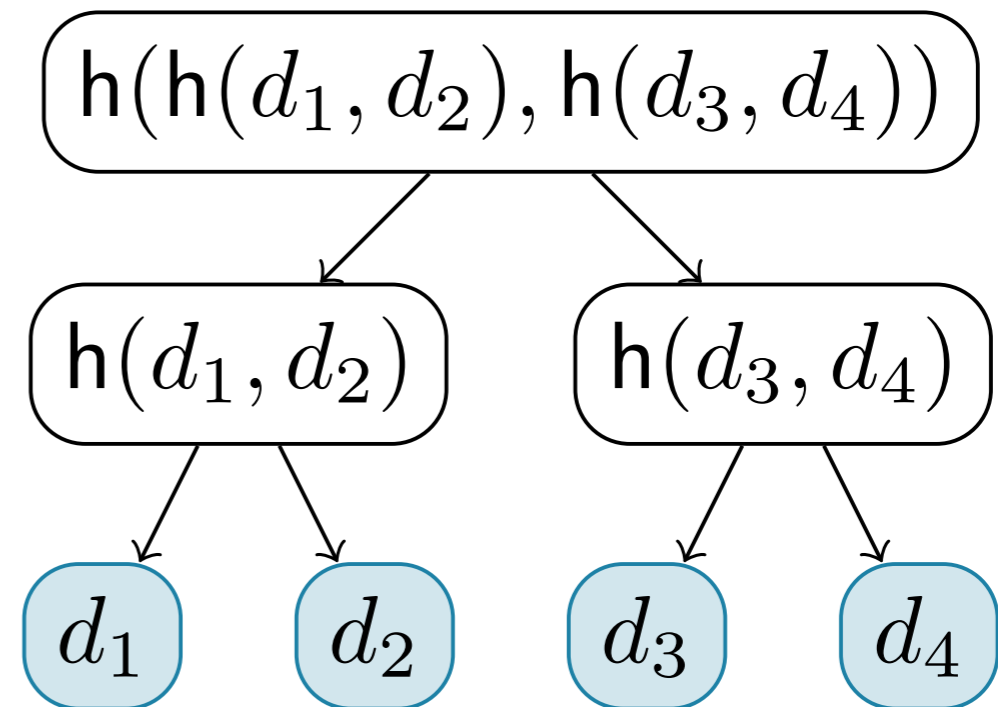 h(h(d₁, d₂), h(d₃, d₄))
h(d₁, d₂) h(d₃, d₄)
d₁ d₂ d₃ d₄